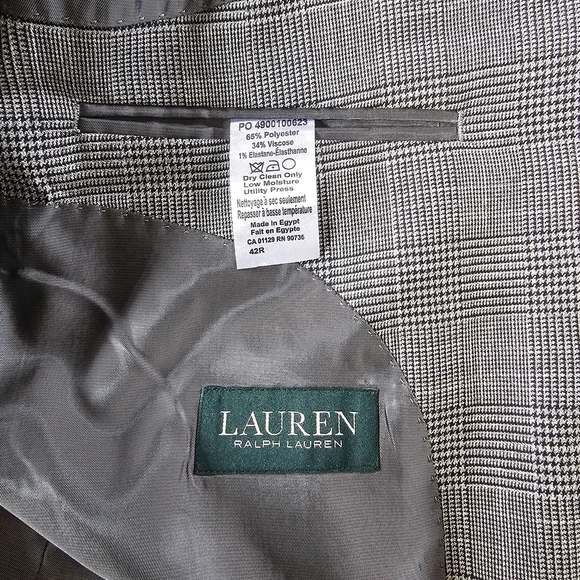 PO 4900100623
65% Polyester
34% Viscose
1% Elastane-Élasthanne
Dry Clean Only
Low Moisture
Utility Press
Nettoyage à sec seulement
Repasser à basse température
Made in Egypt
Fait en Egypte
CA 01129 RN 90736
42R
LAUREN
RALPH LAUREN